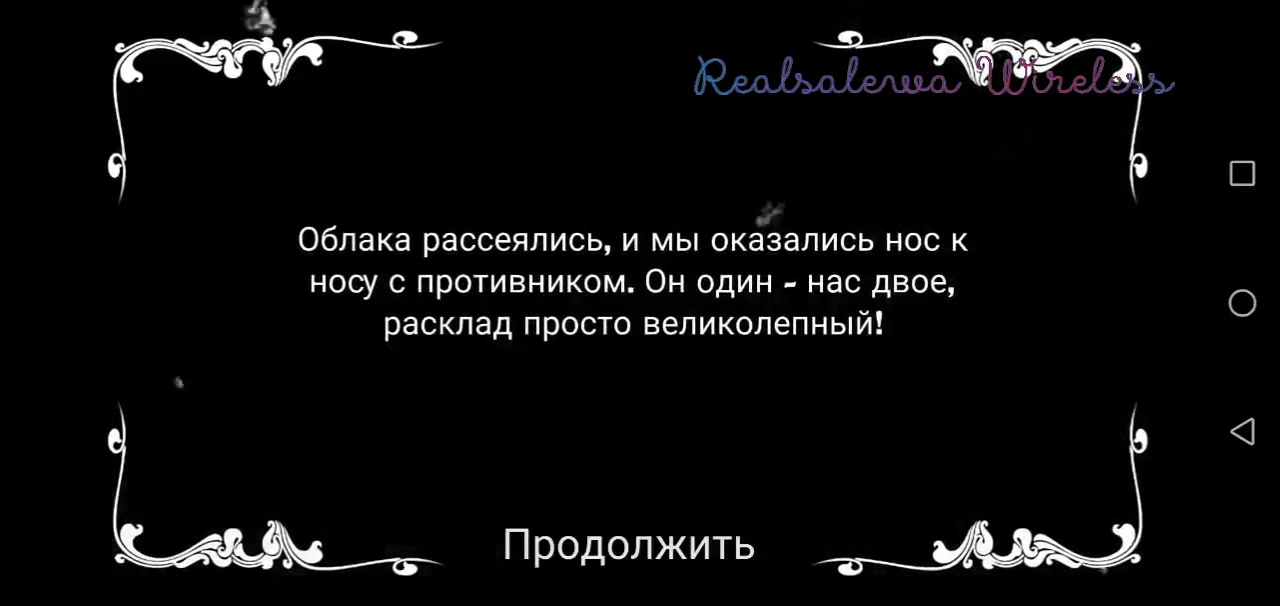 Realsalewa Wireless
Облака рассеялись, и мы оказались нос к
носу с противником. Он один - нас двое,
расклад просто великолепный!
Продолжить